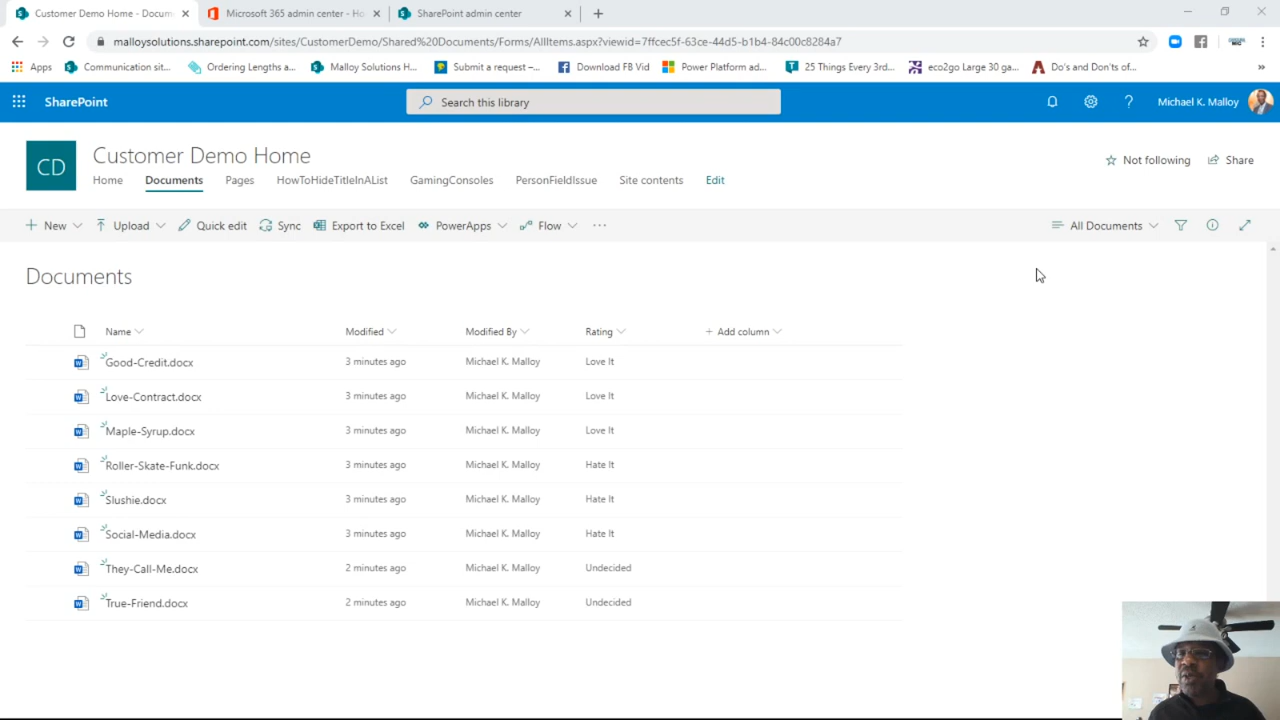 Customer Demo Home - Docum
Microsoft 365 admin center - Ho
SharePoint admin center
malloysolutions.sharepoint.com/sites/CustomerDemo/Shared%20Documents/Forms/AllItems.aspx?viewid=7ffcec5f-63ce-44d5-b1b4-84c00c8284a7
Apps Communication sit... Ordering Lengths a... Malloy Solutions H... Submit a request –... Download FB Vid Power Platform ad... 25 Things Every 3rd... eco2go Large 30 ga... Do's and Don'ts of... »
SharePoint Search this library ? Michael K. Malloy
CD
Customer Demo Home
Not following Share
Home Documents Pages HowToHideTitleInAList GamingConsoles PersonFieldIssue Site contents Edit
New Upload Quick edit Sync Export to Excel PowerApps Flow ... All Documents
Documents
Name Modified Modified By Rating + Add column
Good-Credit.docx 3 minutes ago Michael K. Malloy Love It
Love-Contract.docx 3 minutes ago Michael K. Malloy Love It
Maple-Syrup.docx 3 minutes ago Michael K. Malloy Love It
Roller-Skate-Funk.docx 3 minutes ago Michael K. Malloy Hate It
Slushie.docx 3 minutes ago Michael K. Malloy Hate It
Social-Media.docx 3 minutes ago Michael K. Malloy Hate It
They-Call-Me.docx 2 minutes ago Michael K. Malloy Undecided
True-Friend.docx 2 minutes ago Michael K. Malloy Undecided